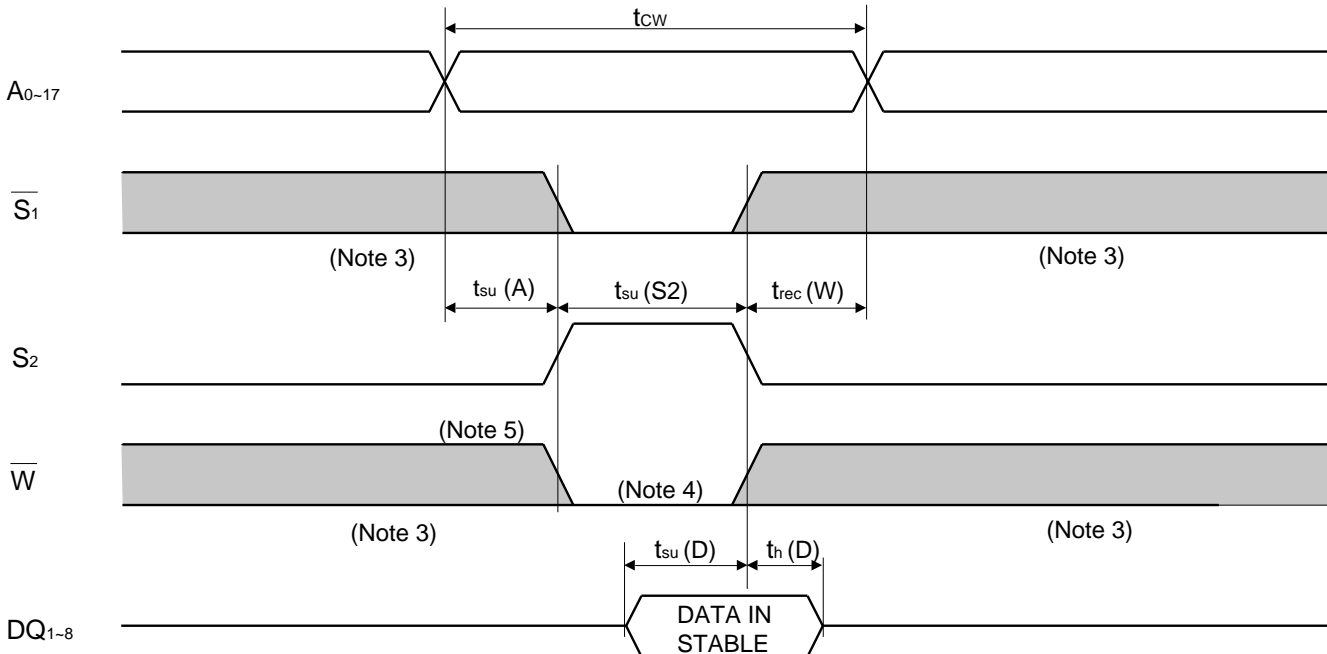 tCW
A0~17
S1
(Note 3) (Note 3)
tsu (A) tsu (S2) trec (W)
S2
(Note 5)
W
(Note 4)
(Note 3) (Note 3)
tsu (D) th (D)
DQ1~8
DATA IN
STABLE